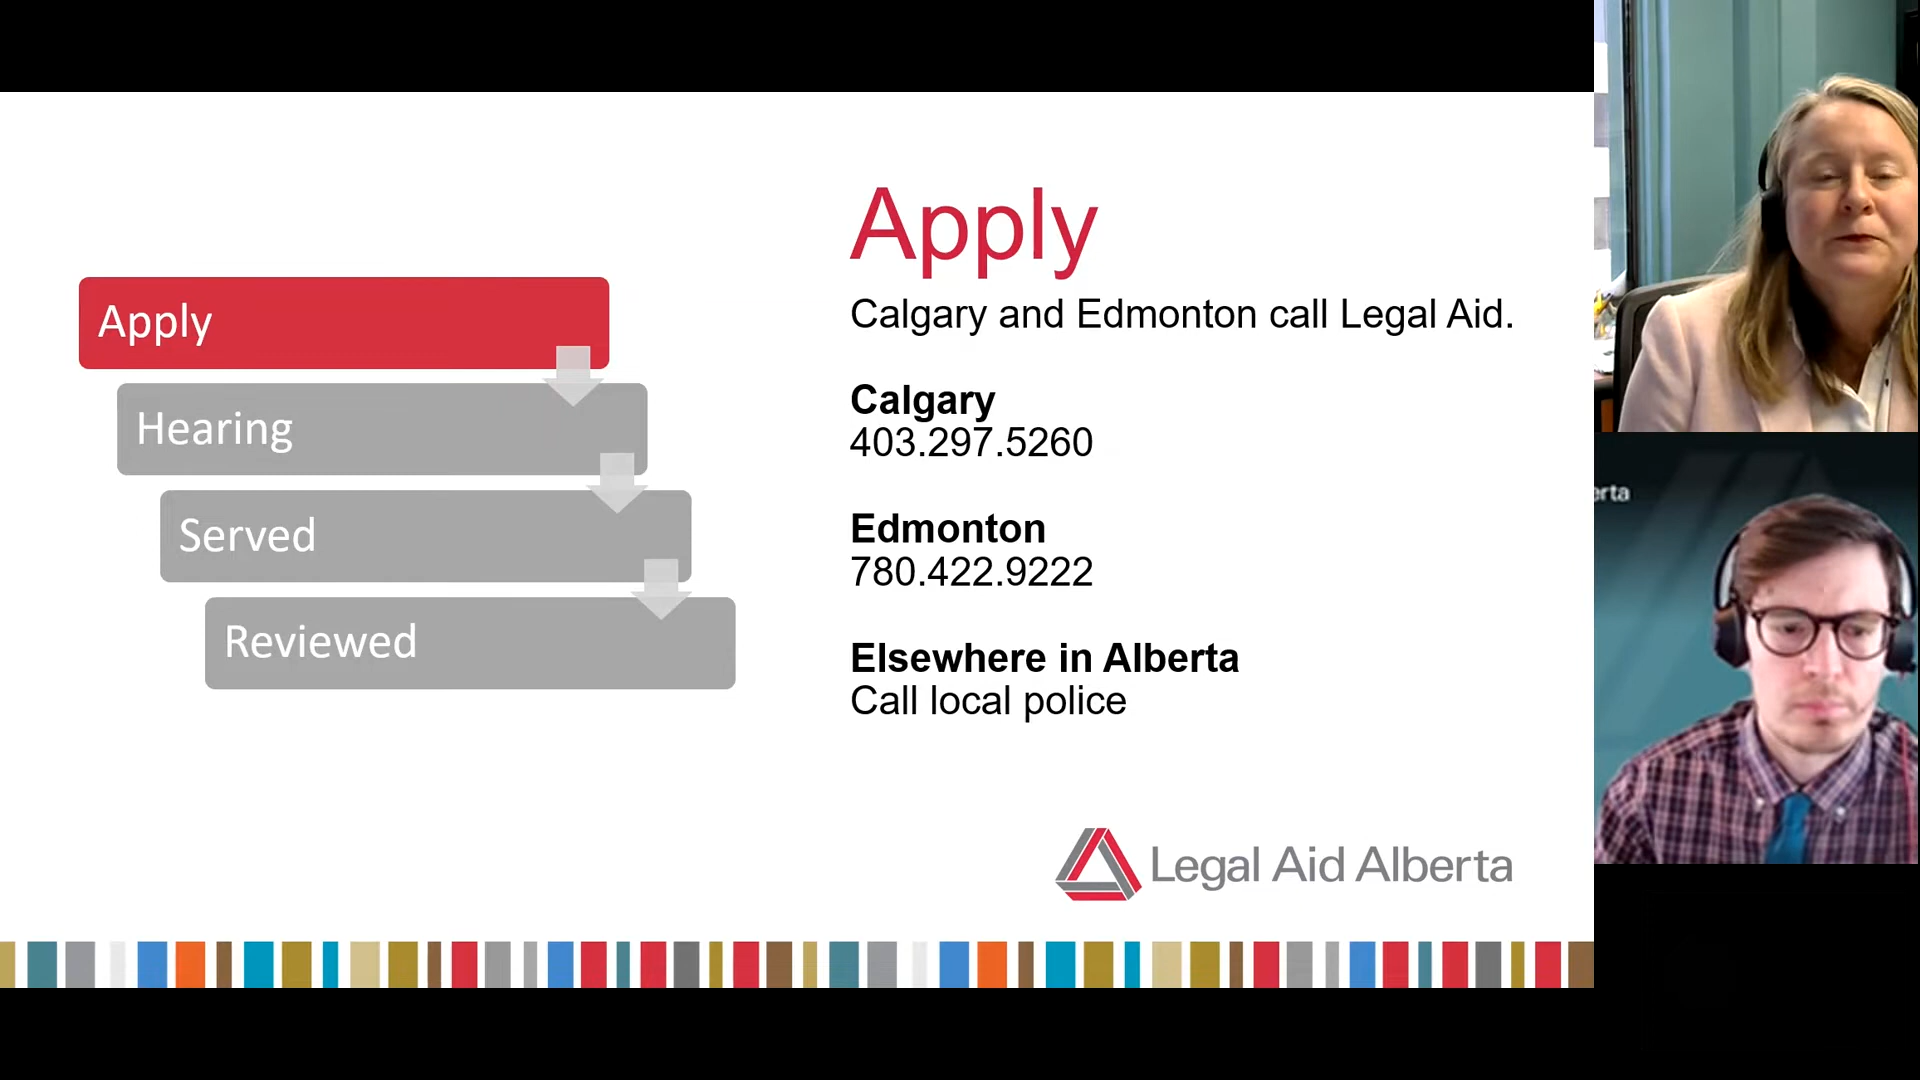 Apply
Hearing
Served
Reviewed
Apply
Calgary and Edmonton call Legal Aid.
Calgary
403.297.5260
Edmonton
780.422.9222
Elsewhere in Alberta
Call local police
Legal Aid Alberta
erta